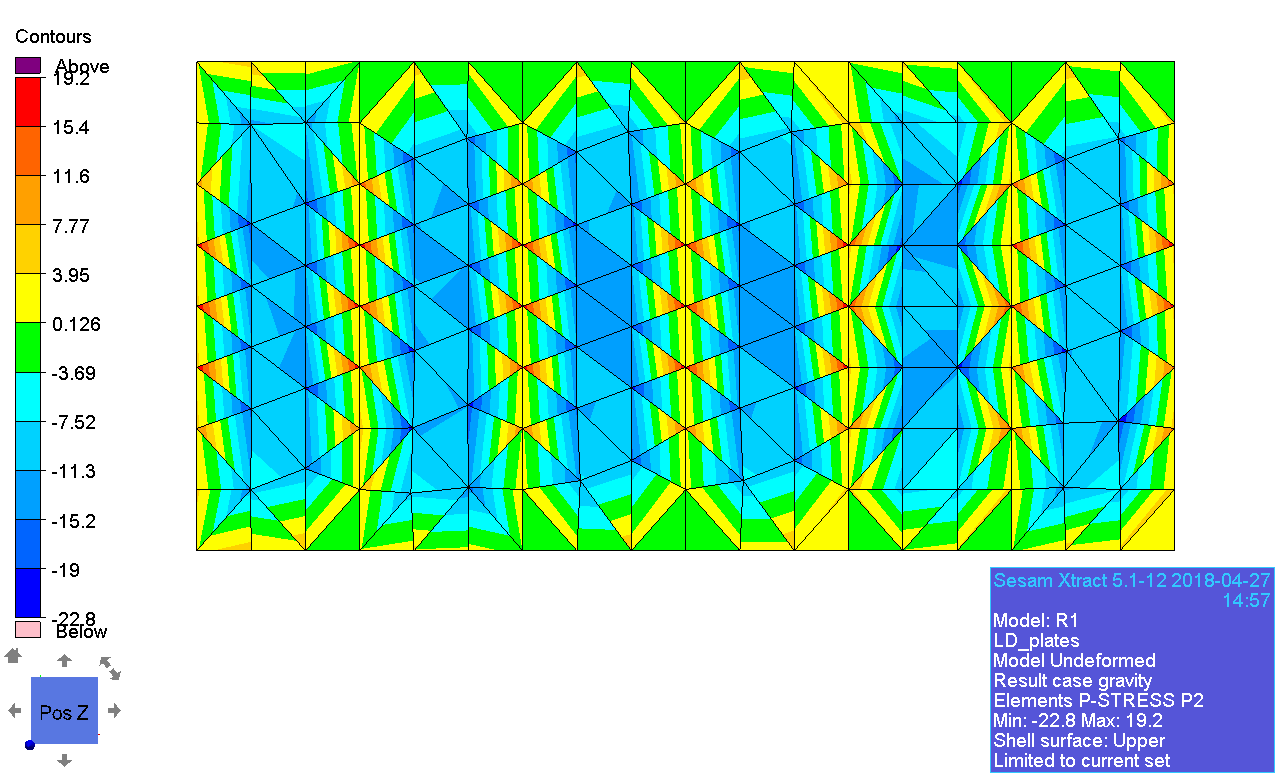 Contours
Above
19.2
15.4
11.6
7.77
3.95
0.126
-3.69
-7.52
-11.3
-15.2
-19
-22.8
Below
Pos Z
Sesam Xtract 5.1-12 2018-04-27
14:57
Model: R1
LD_plates
Model Undeformed
Result case gravity
Elements P-STRESS P2
Min: -22.8 Max: 19.2
Shell surface: Upper
Limited to current set